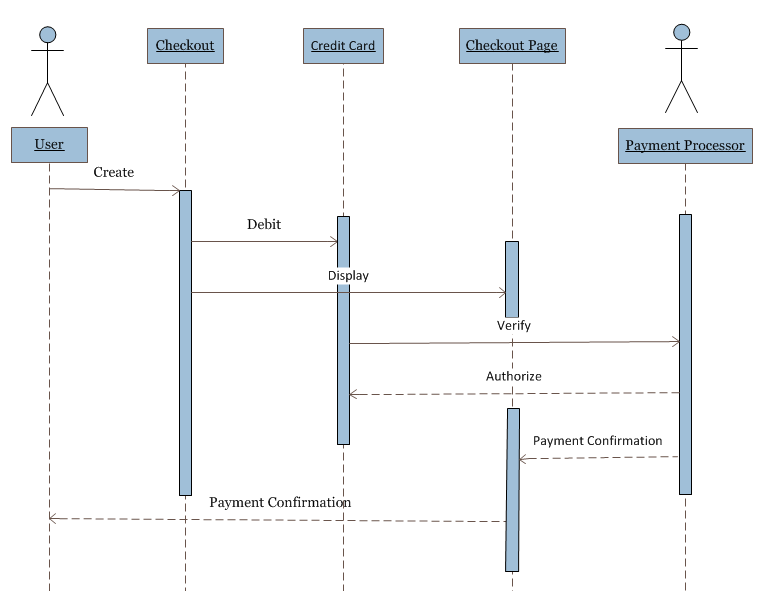 Checkout
Credit Card
Checkout Page
User
Payment Processor
Create
Debit
Display
Verify
Authorize
Payment Confirmation
Payment Confirmation